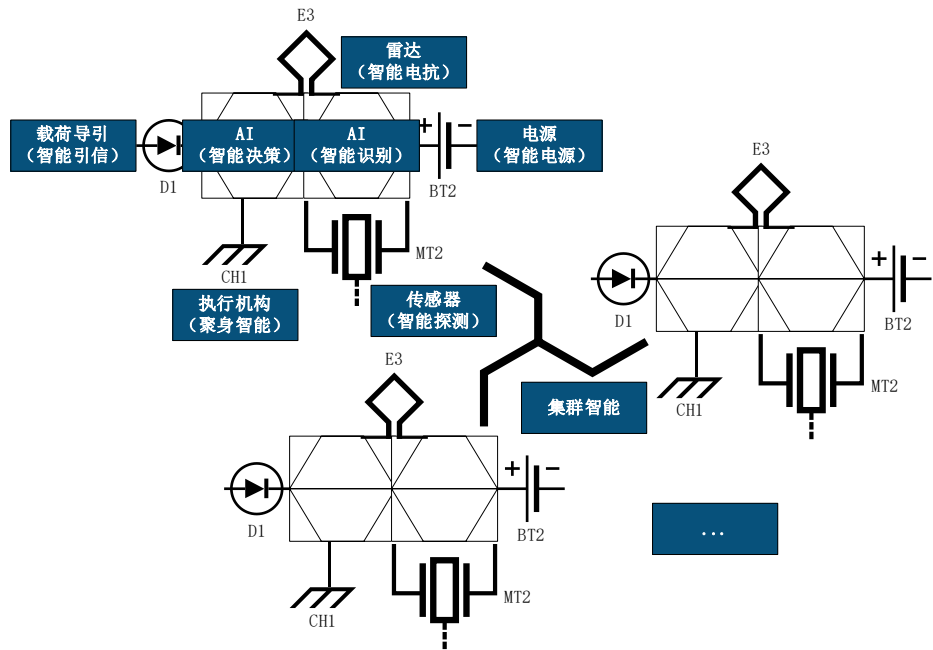 E3
雷达
（智能电抗）
载荷导引
（智能引信）
AI
（智能决策）
AI
（智能识别）
+
−
电源
（智能电源）
D1
BT2
CH1
MT2
执行机构
（聚身智能）
传感器
（智能探测）
E3
+
−
D1
BT2
CH1
MT2
集群智能
E3
+
−
D1
BT2
CH1
MT2
...